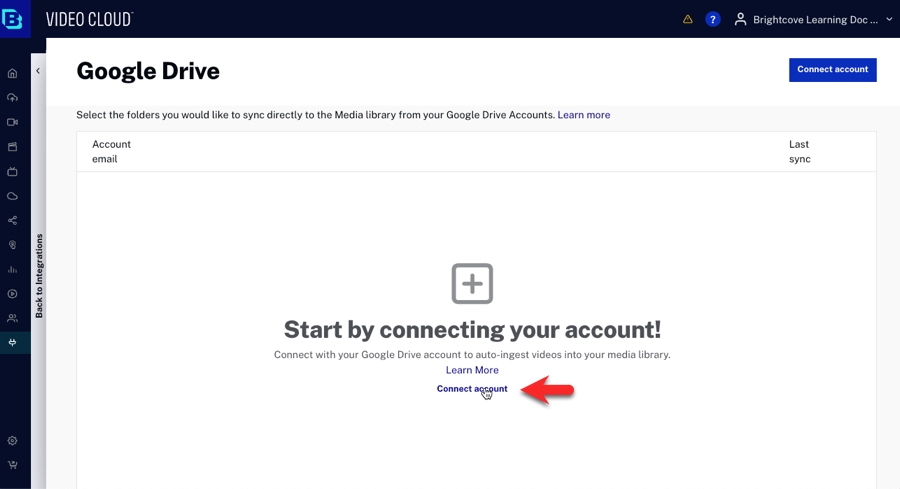 VIDEO CLOUD™
?
Brightcove Learning Doc ...
Google Drive
Connect account
Select the folders you would like to sync directly to the Media library from your Google Drive Accounts. Learn more
Account
email
Last
sync
Back to Integrations
Start by connecting your account!
Connect with your Google Drive account to auto-ingest videos into your media library.
Learn More
Connect account